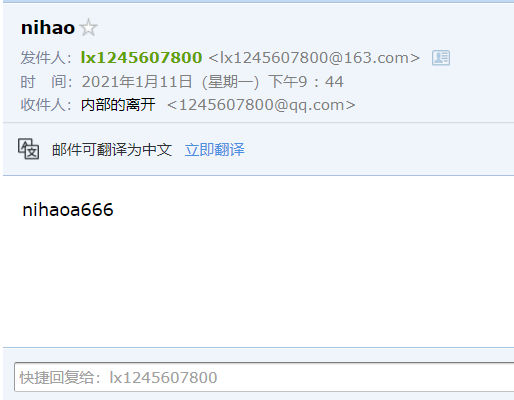 nihao
发件人：lx1245607800 <lx1245607800@163.com>
时　间：2021年1月11日（星期一）下午9：44
收件人：内部的离开 <1245607800@qq.com>
邮件可翻译为中文 立即翻译
nihaoa666
快捷回复给：lx1245607800